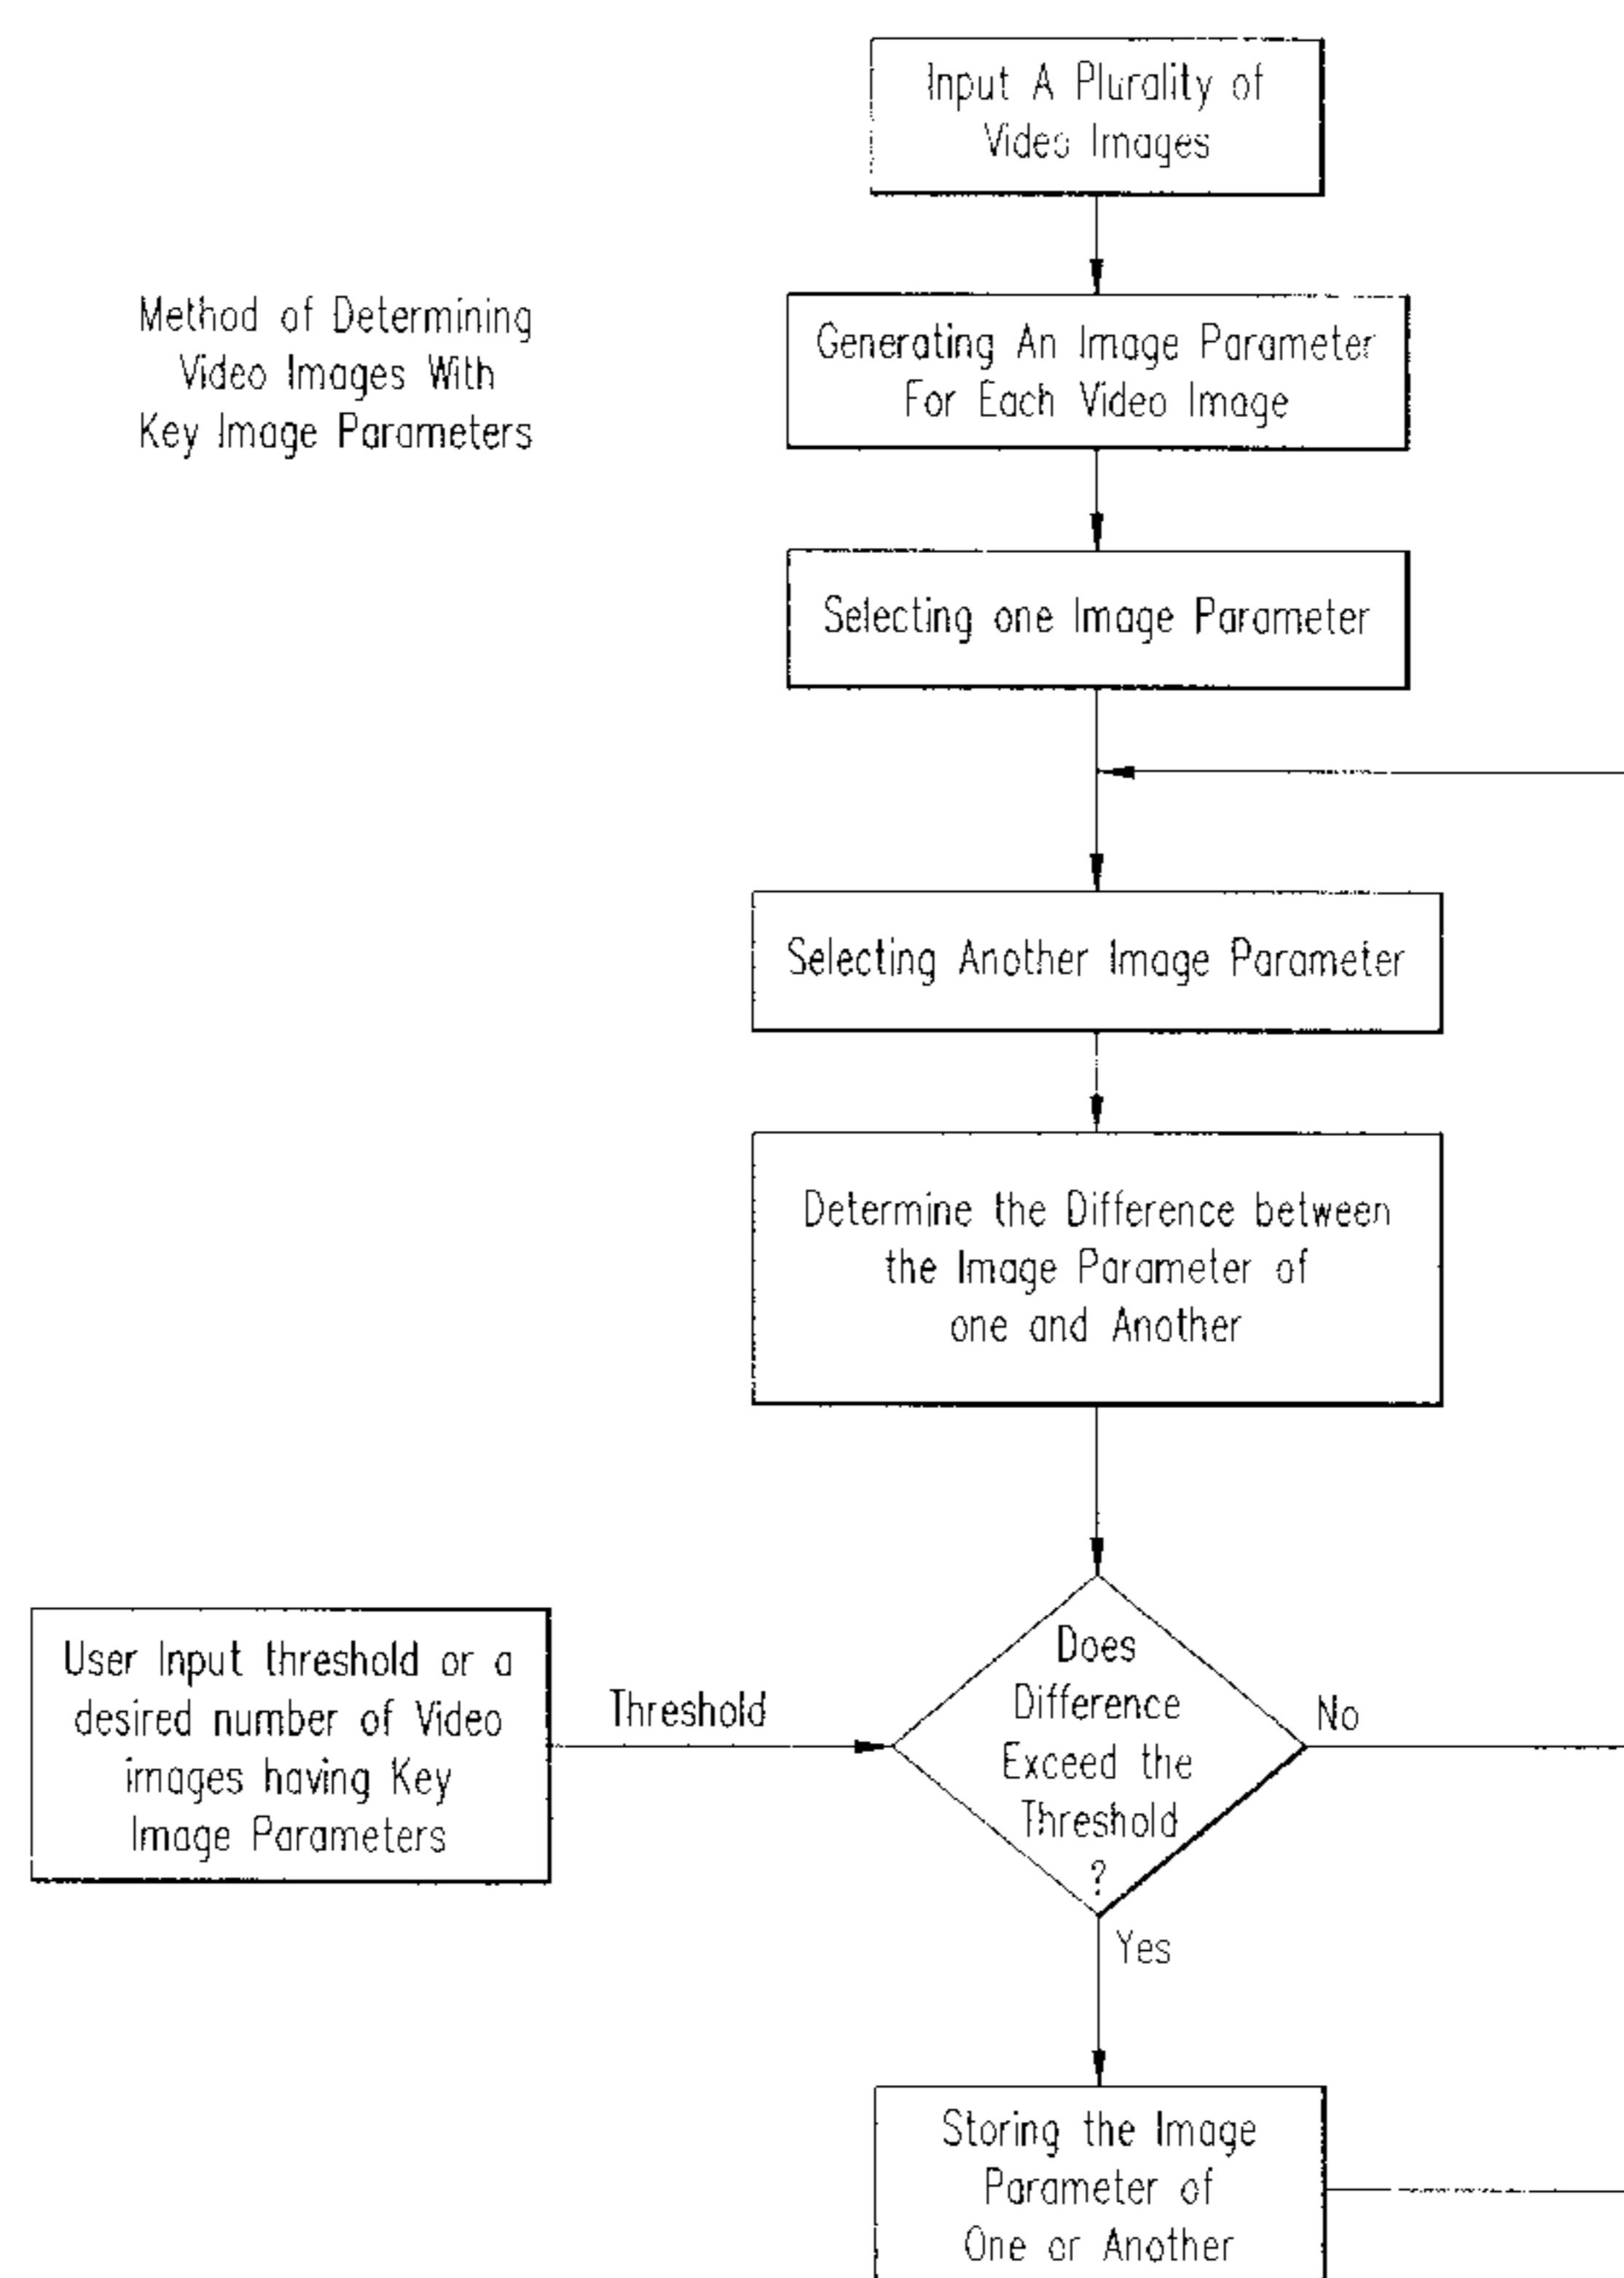 Input A Plurality of
Video Images
Method of Determining
Video Images With
Key Image Parameters
Generating An Image Parameter
For Each Video Image
Selecting one Image Parameter
Selecting Another Image Parameter
Determine the Difference between
the Image Parameter of
one and Another
User Input threshold or a
desired number of Video
images having Key
Image Parameters
Threshold
Does
Difference
Exceed the
Threshold
?
No
Yes
Storing the Image
Parameter of
One or Another